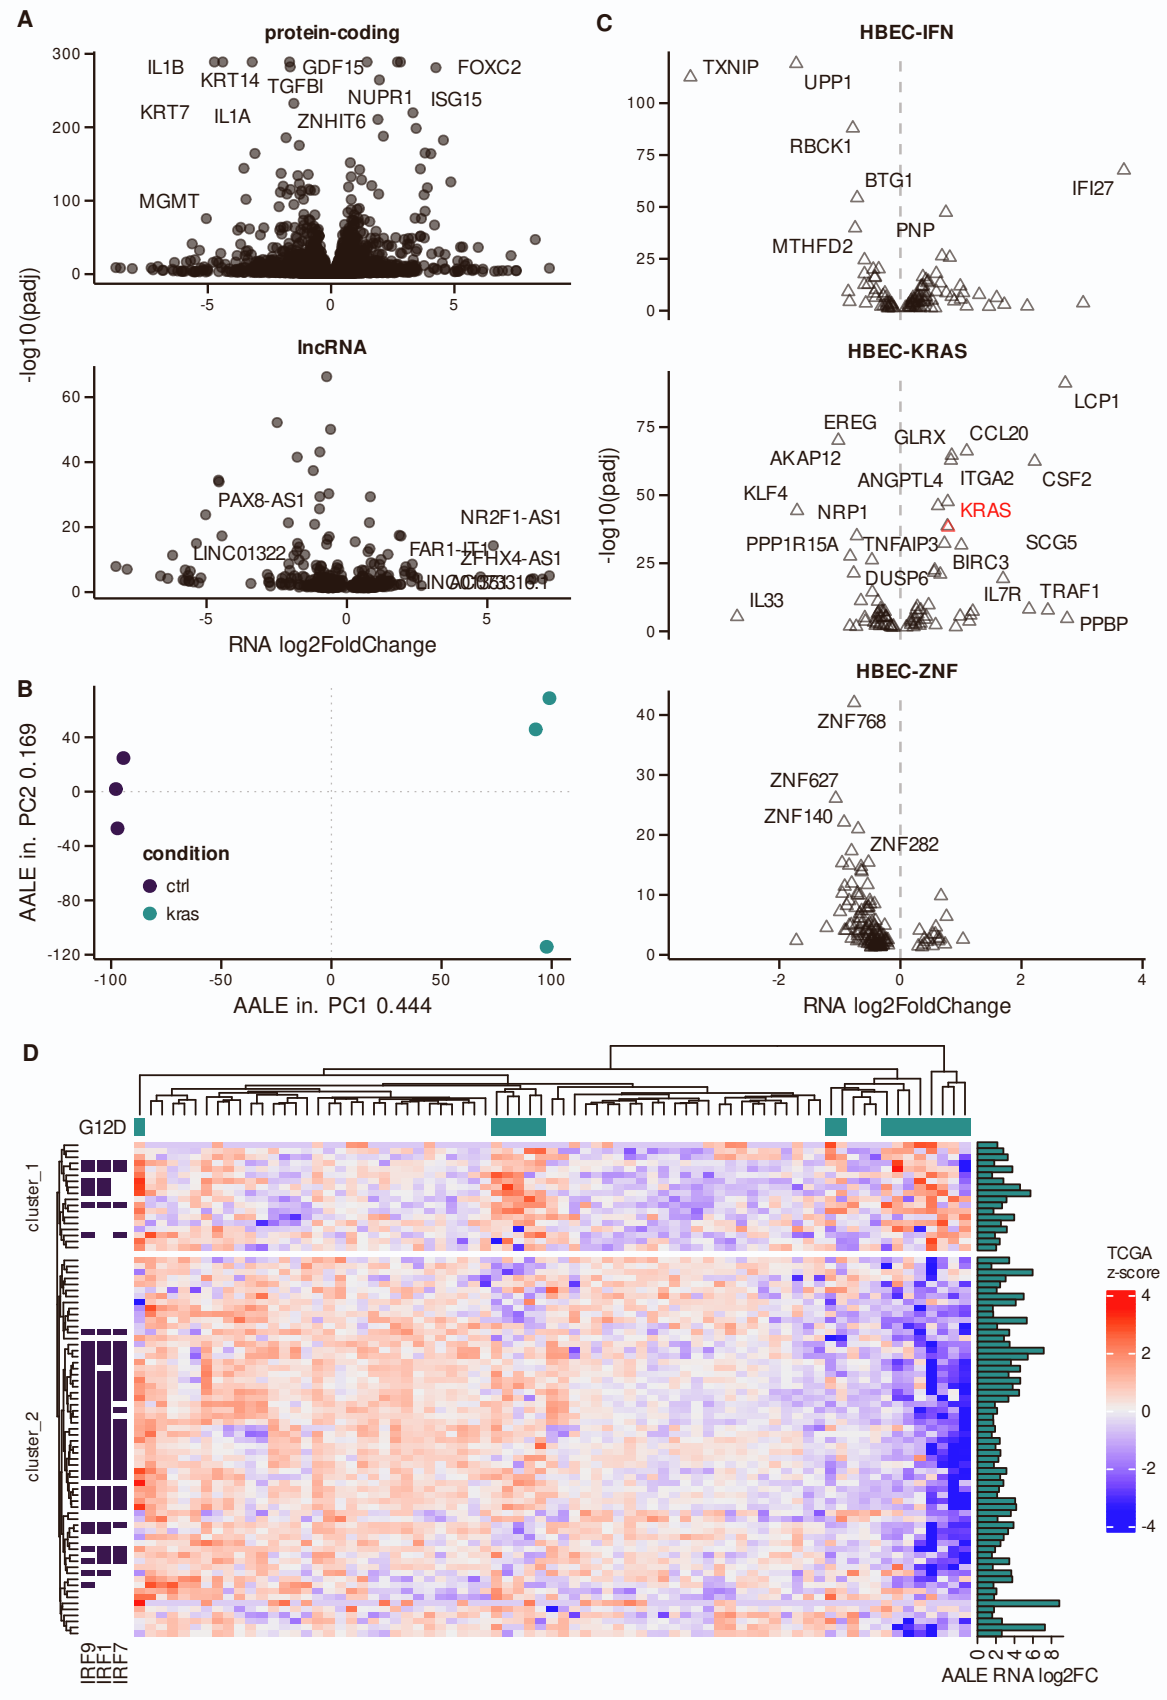 A
protein-coding
300
200
100
0
IL1B
KRT14
TGFBI
GDF15
FOXC2
NUPR1
ISG15
KRT7
IL1A
ZNHIT6
MGMT
-5
0
5
-log10(padj)
lncRNA
60
40
20
0
PAX8-AS1
NR2F1-AS1
LINC01322
FAR1-IT1
ZFHX4-AS1
-5
0
5
RNA log2FoldChange
B
AALE in. PC2 0.169
40
0
-40
-80
-120
condition
ctrl
kras
-100
-50
0
50
100
AALE in. PC1 0.444
C
HBEC-IFN
100
75
50
25
0
TXNIP
UPP1
RBCK1
BTG1
IFI27
PNP
MTHFD2
HBEC-KRAS
-log10(padj)
75
50
25
0
LCP1
EREG
GLRX
CCL20
AKAP12
ANGPTL4
ITGA2
CSF2
KLF4
NRP1
KRAS
PPP1R15A
TNFAIP3
SCG5
BIRC3
DUSP6
IL7R
TRAF1
IL33
PPBP
HBEC-ZNF
40
30
20
10
0
ZNF768
ZNF627
ZNF140
ZNF282
-2
0
2
4
RNA log2FoldChange
D
G12D
cluster_1
cluster_2
IRF9
IRF1
IRF7
TCGA
z-score
4
2
0
-2
-4
0
2
4
6
8
AALE RNA log2FC